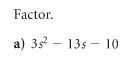 Factor.
a) 3s² − 13s − 10